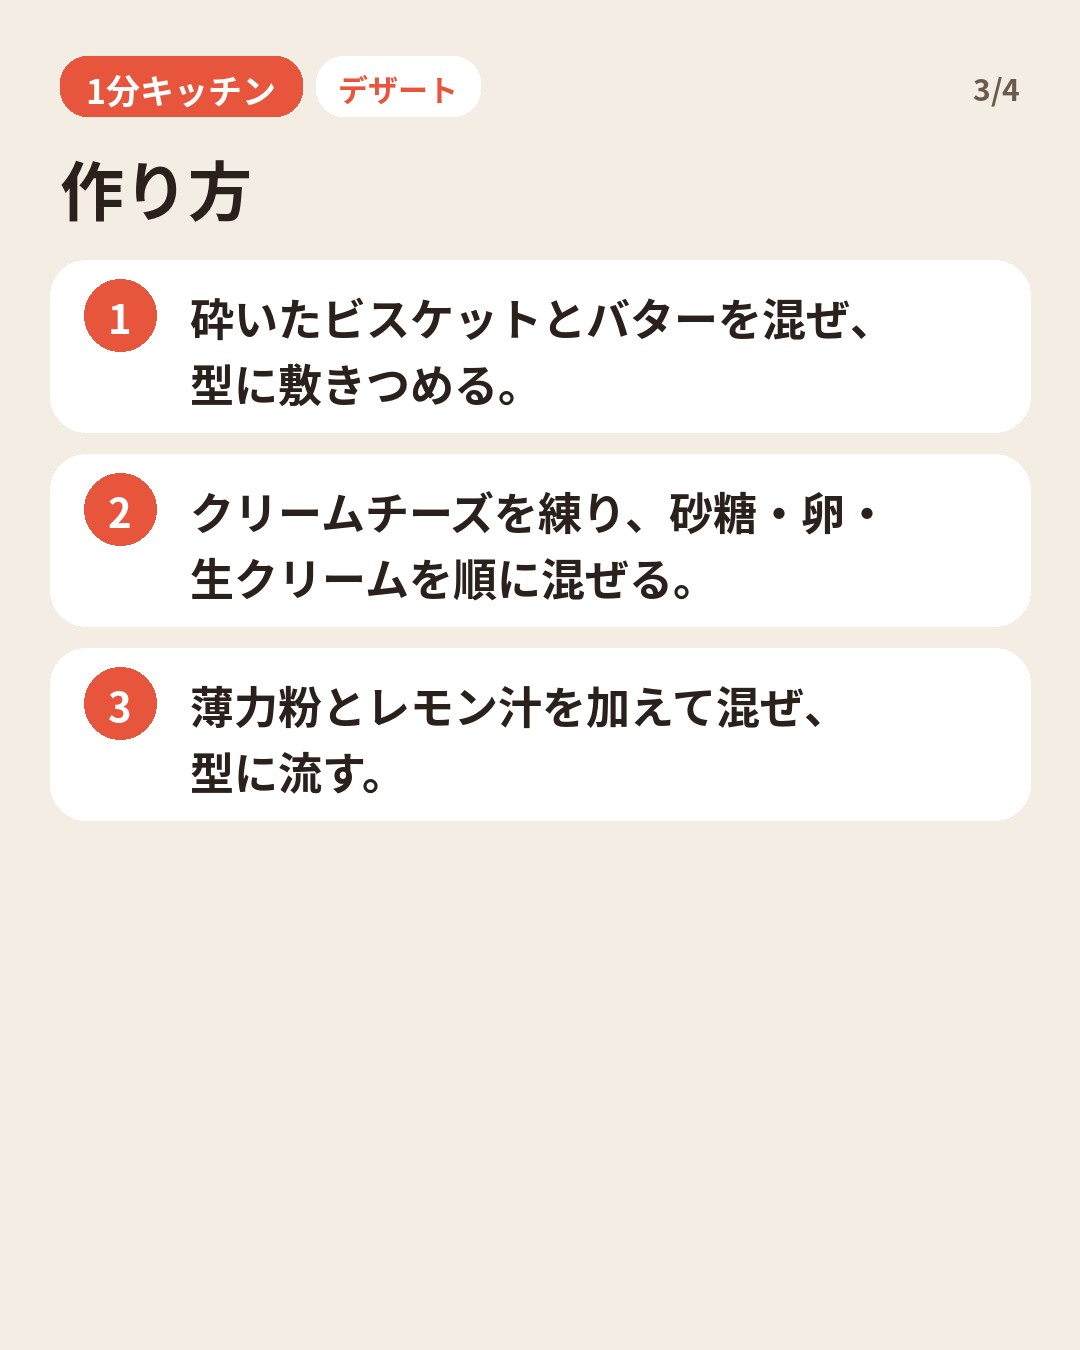 1分キッチン デザート 3/4
作り方
1 砕いたビスケットとバターを混ぜ、
型に敷きつめる。
2 クリームチーズを練り、砂糖・卵・
生クリームを順に混ぜる。
3 薄力粉とレモン汁を加えて混ぜ、
型に流す。